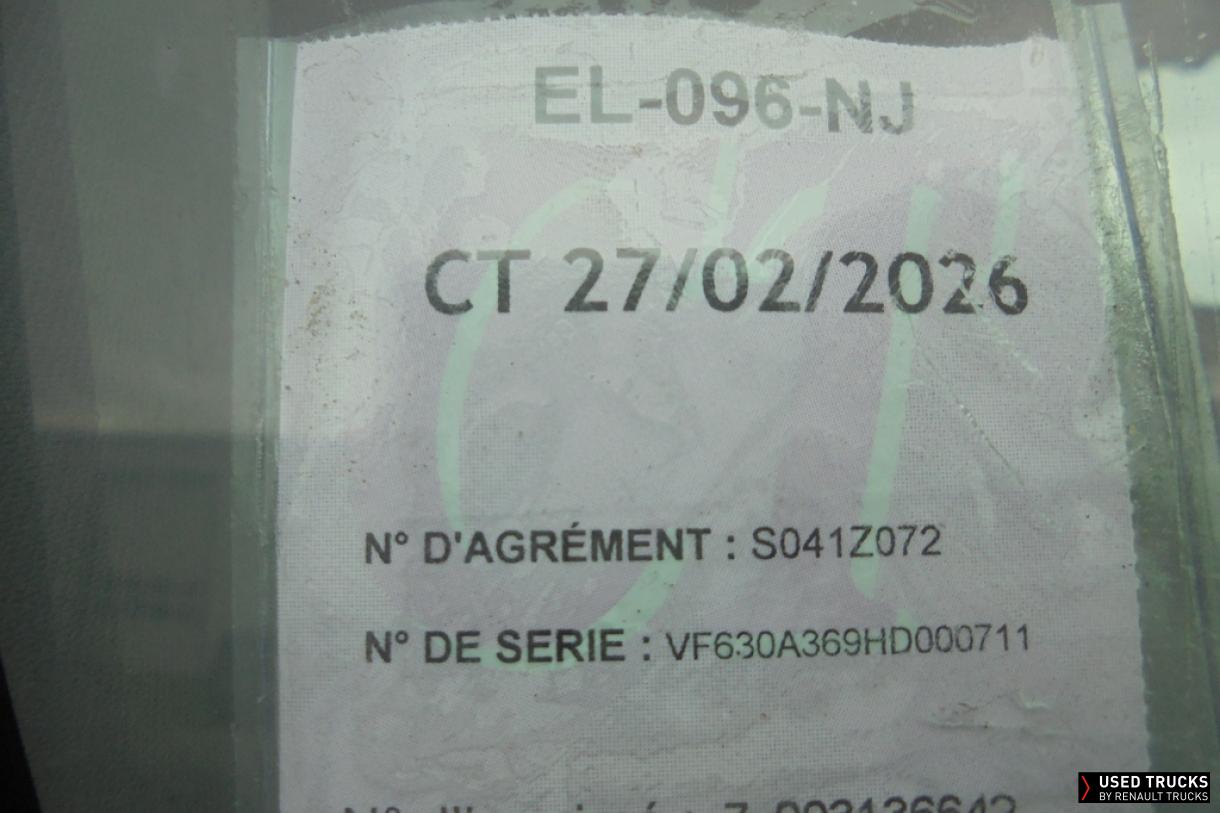 EL-096-NJ
CT 27/02/2026
N° D'AGRÉMENT : S041Z072
N° DE SERIE : VF630A369HD000711
USED TRUCKS
BY RENAULT TRUCKS